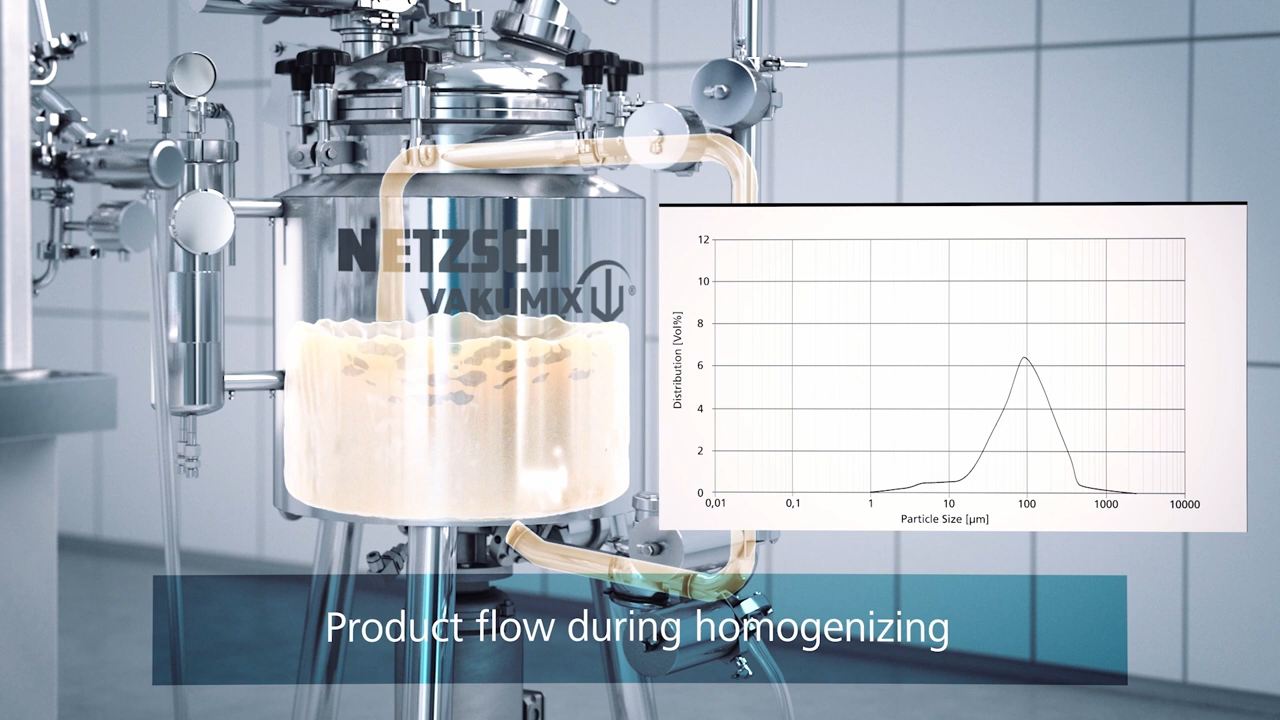 NETZSCH
VAKUMIX ®
12
10
8
6
4
2
0
Distribution [Vol%]
0,01 0,1 1 10 100 1000 10000
Particle Size [µm]
Product flow during homogenizing